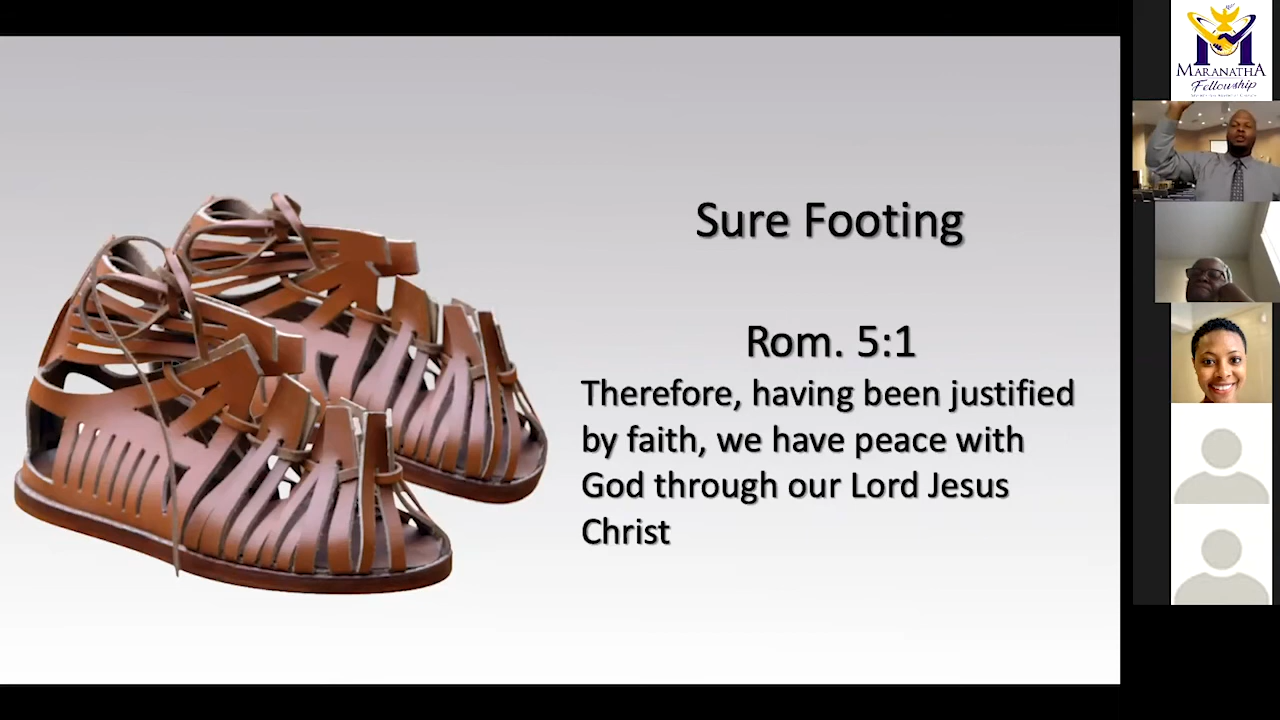 Sure Footing
Rom. 5:1
Therefore, having been justified
by faith, we have peace with
God through our Lord Jesus
Christ
MARANATHA
Fellowship